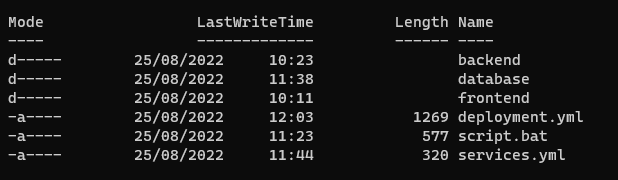 Mode                 LastWriteTime         Length Name
----                 -------------         ------ ----
d-----        25/08/2022     10:23                backend
d-----        25/08/2022     11:38                database
d-----        25/08/2022     10:11                frontend
-a----        25/08/2022     12:03           1269 deployment.yml
-a----        25/08/2022     11:23            577 script.bat
-a----        25/08/2022     11:44            320 services.yml